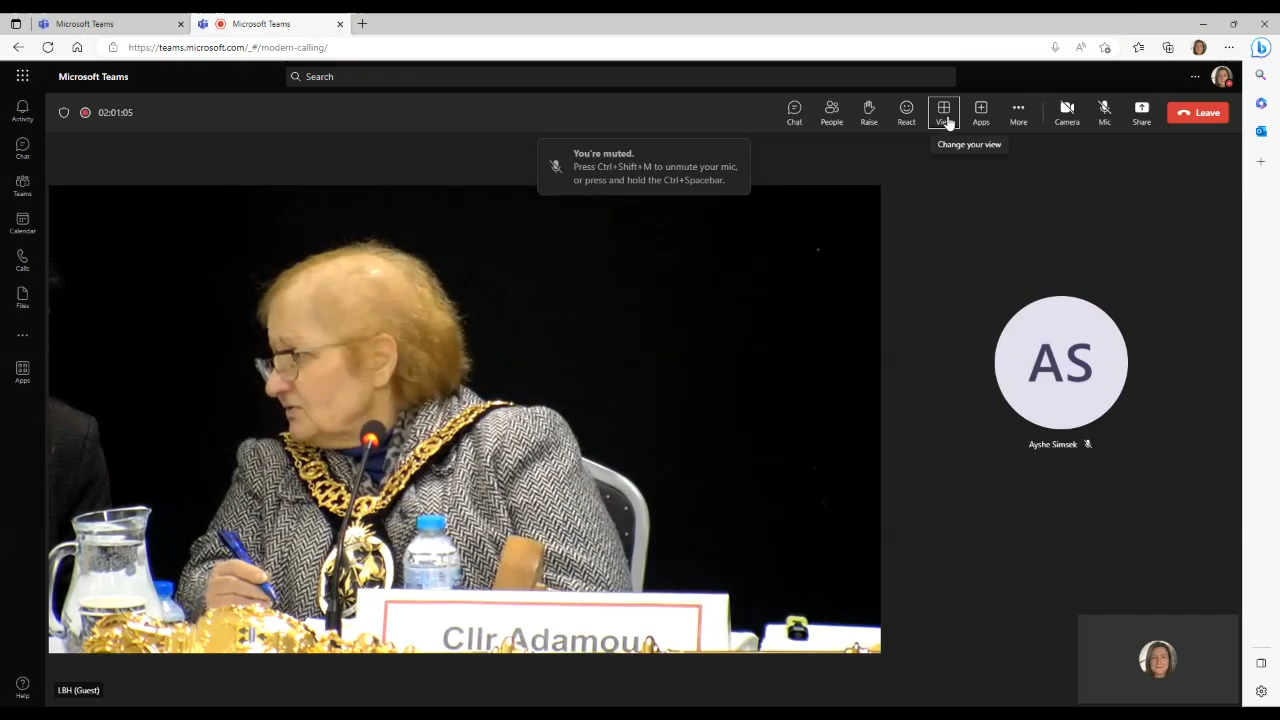 Microsoft Teams
Microsoft Teams
https://teams.microsoft.com/_#/modern-calling/
Microsoft Teams
Search
Activity
Chat
Teams
Calendar
Calls
Files
Apps
Help
02:01:05
Chat
People
Raise
React
View
Apps
More
Camera
Mic
Share
Leave
Change your view
You're muted.
Press Ctrl+Shift+M to unmute your mic,
or press and hold the Ctrl+Spacebar.
AS
Ayshe Simsek
Cllr Adamou
LBH (Guest)